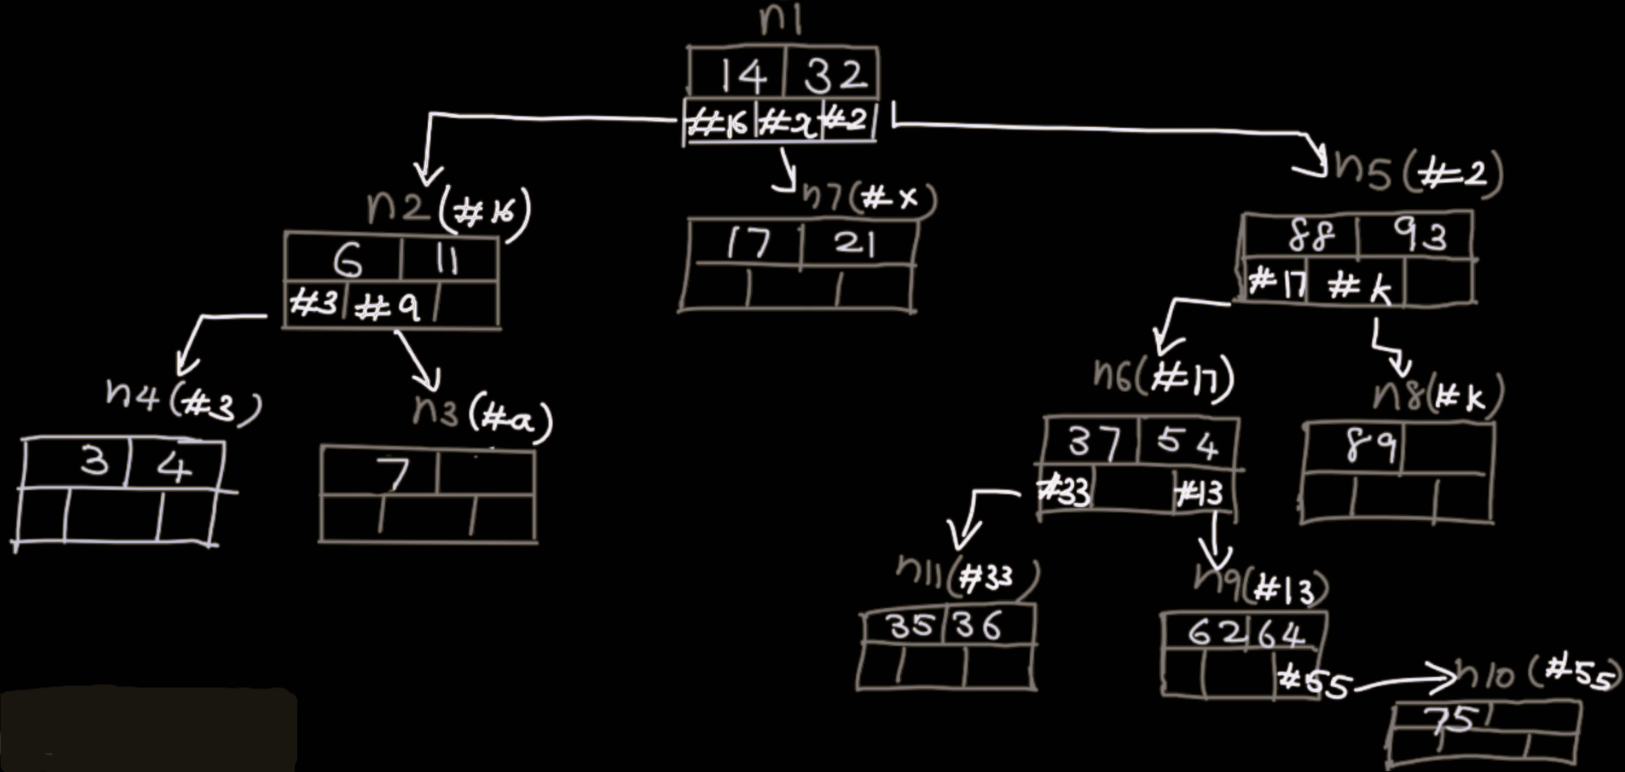 n1
14 32
#16 #x #2
n5 (#2)
n2 (#16)
n7 (#x)
88 93
17 21
6 11
#17 #k
#3 #9
n6 (#17)
n4 (#3)
n8 (#k)
n3 (#a)
37 54
89
3 4
7
#33 #13
n11 (#33)
n9 (#13)
35 36
62 64
#55
n10 (#55)
75